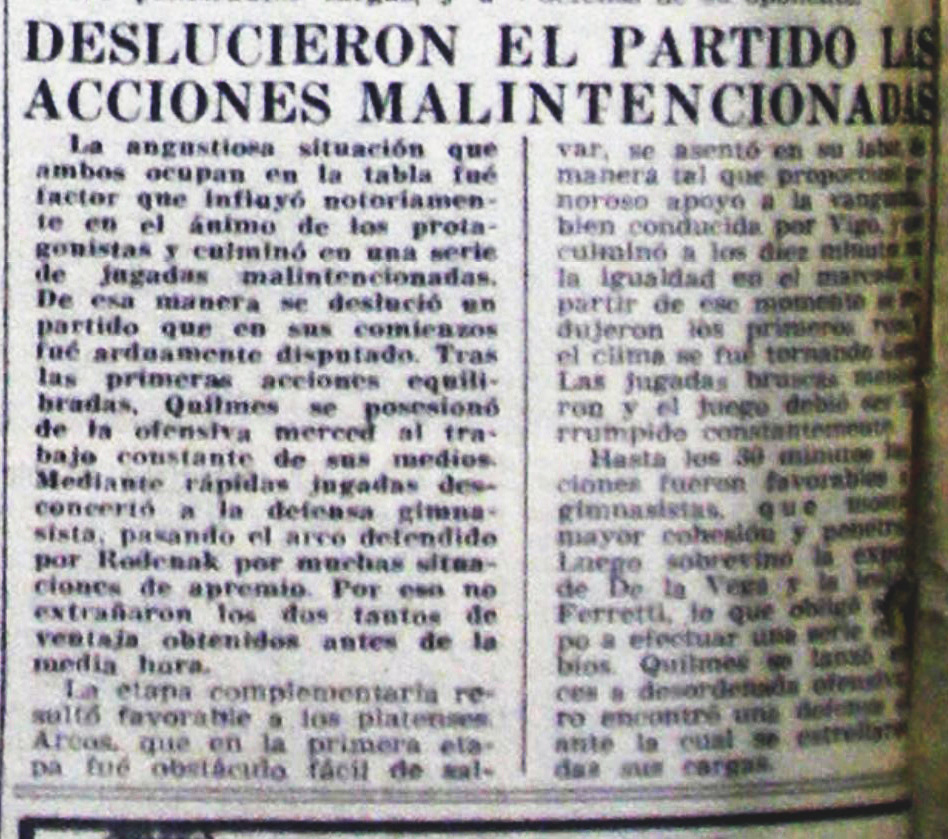 DESLUCIERON EL PARTIDO LAS
ACCIONES MALINTENCIONADAS
La angustiosa situación que
ambos ocupan en la tabla fué
factor que influyó notoriamen-
te en el ánimo de los prota-
gonistas y culminó en una serie
de jugadas malintencionadas.
De esa manera se deslució un
partido que en sus comienzos
fué arduamente disputado. Tras
las primeras acciones equili-
bradas, Quilmes se posesionó
de la ofensiva merced al tra-
bajo constante de sus medios.
Mediante rápidas jugadas des-
concertó a la defensa gimna-
sista, pasando el arco defendido
por Rodenak por muchas situa-
ciones de apremio. Por eso no
extrañaron los dos tantos de
ventaja obtenidos antes de la
media hora.
La etapa complementaria re-
sultó favorable a los platenses.
Arcos, que en la primera eta-
pa fué obstáculo fácil de sal-
var, se asentó en su
manera tal que
noroso apoyo a la
bien conducida por Vigo,
culminó a los diez
la igualdad en el
partir de ese momento
dujeron los primeros
el clima se fué tornando
Las jugadas bruscas
ron y el juego debió ser
rrumpido constantemente.
Hasta los 30 minutos
ciones fueron favorables
gimnasistas, que
mayor cohesión y
Luego sobrevino la
de De la Vega y la
Ferretti, lo que obligó
po a efectuar una serie
bios. Quilmes se lanzó
ces a desordenada
ro encontró una defensa
ante la cual se
das sus cargas.